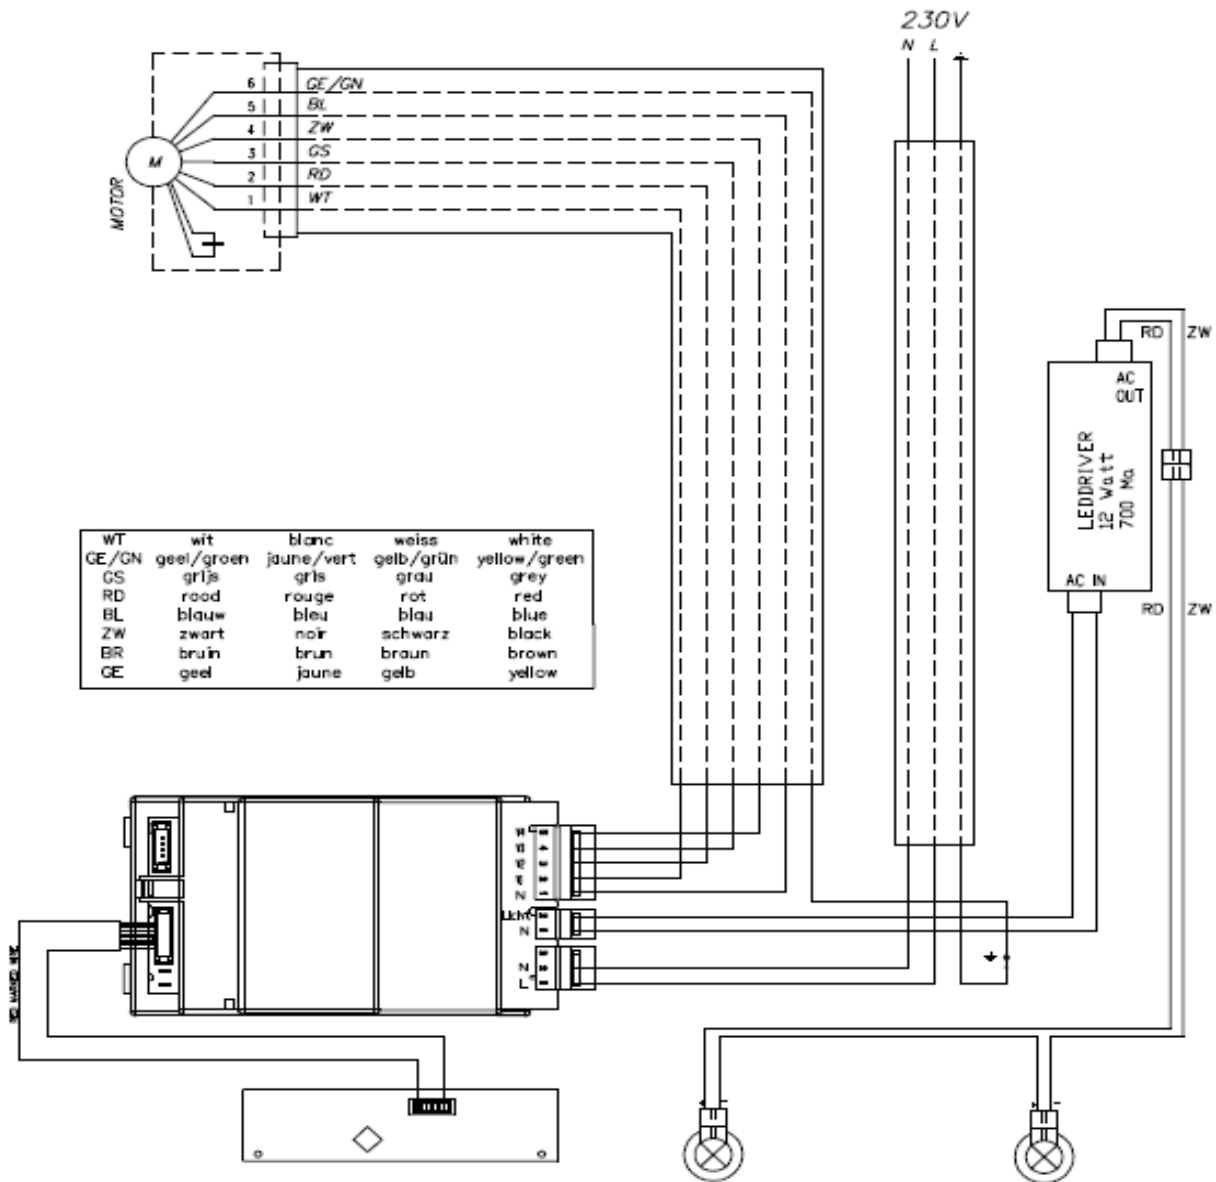 230V
N L
6 GE/GN
5 BL
4 ZW
3 GS
2 RD
1 WT
M
MOTOR
RD ZW
AC
OUT
LEDDRIVER
12 Watt
700 Ma
AC IN
RD ZW
WT wit blanc weiss white
GE/GN geel/groen jaune/vert gelb/grün yellow/green
GS grijs gris grau grey
RD rood rouge rot red
BL blauw bleu blau blue
ZW zwart noir schwarz black
BR bruin brun braun brown
GE geel jaune gelb yellow
N
Licht
N
N
L
RED MARKED WIRE